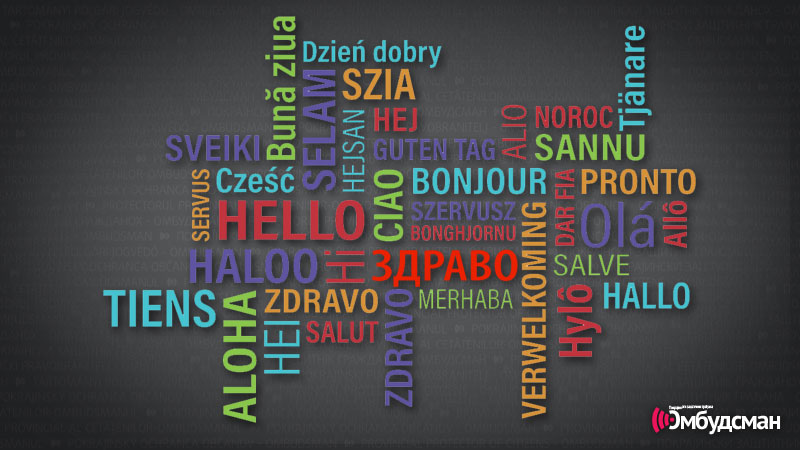 Dzień dobry
Bună ziua
Tjänare
SZIA
SELAM
HEJ
NOROC
ALIO
HEJSAN
SVEIKI
GUTEN TAG
SANNU
SERVUS
Cześć
CIAO
BONJOUR
PRONTO
DAR FIA
HELLO
SZERVUSZ
Olá
Allô
BONGHJORNU
VERWELKOMING
HALOO
Hi
ЗДРАВО
SALVE
TIENS
ALOHA
ZDRAVO
ZDRAVO
MERHABA
Hylô
HALLO
HEI
SALUT
Омбудсман